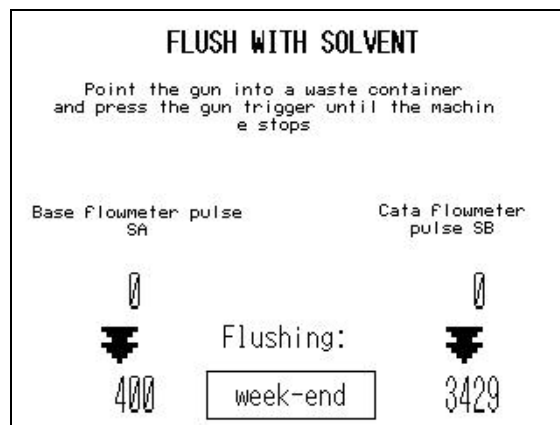 FLUSH WITH SOLVENT
Point the gun into a waste container
and press the gun trigger until the machin
e stops
Base flowmeter pulse
SA
Cata flowmeter
pulse SB
0
0
Flushing:
400
week-end
3429